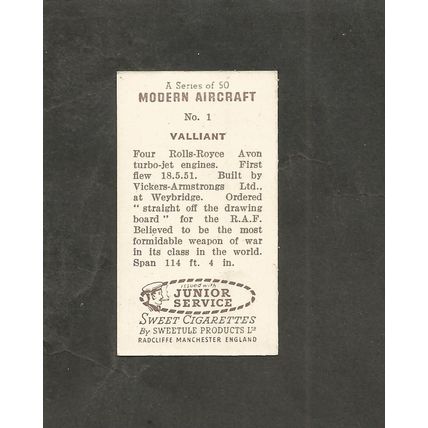 A Series of 50
MODERN AIRCRAFT
No. 1
VALLIANT
Four Rolls-Royce Avon
turbo-jet engines. First
flew 18.5.51. Built by
Vickers-Armstrongs Ltd.,
at Weybridge. Ordered
" straight off the drawing
board " for the R.A.F.
Believed to be the most
formidable weapon of war
in its class in the world.
Span 114 ft. 4 in.
issued with
JUNIOR
SERVICE
SWEET CIGARETTES
By SWEETULE PRODUCTS Ltd
RADCLIFFE MANCHESTER ENGLAND